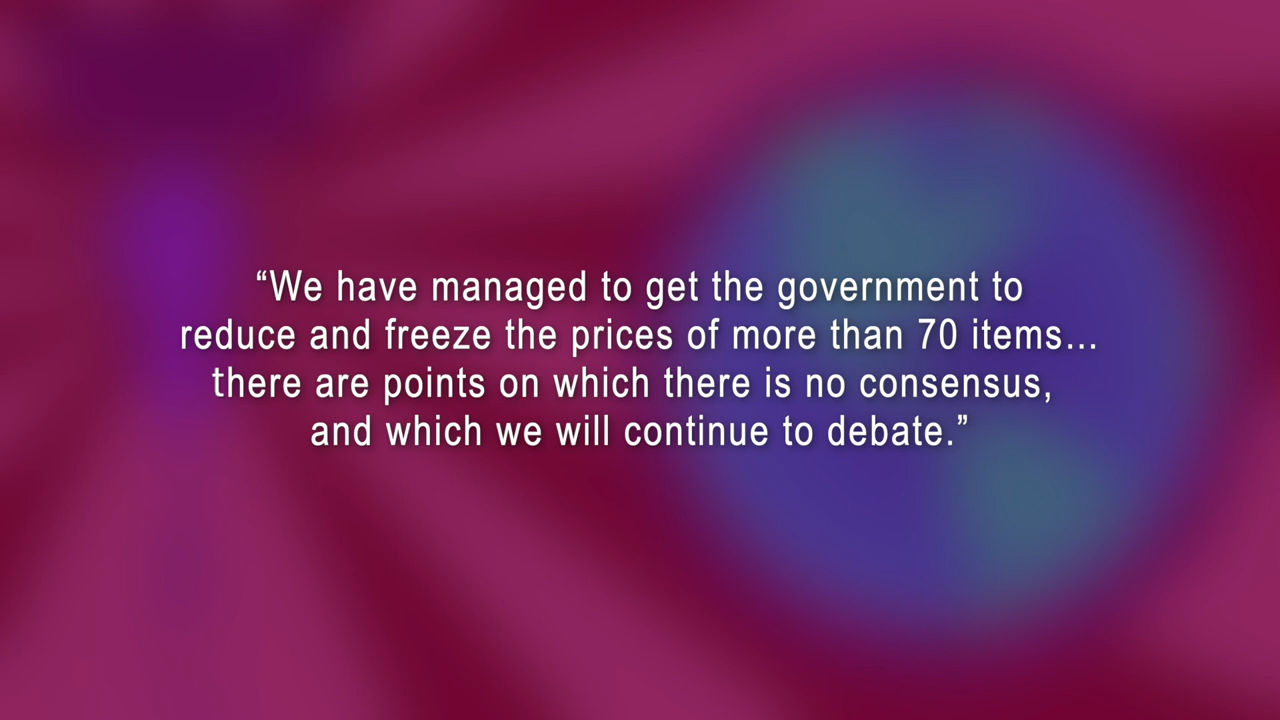 “We have managed to get the government to
reduce and freeze the prices of more than 70 items...
there are points on which there is no consensus,
and which we will continue to debate.”